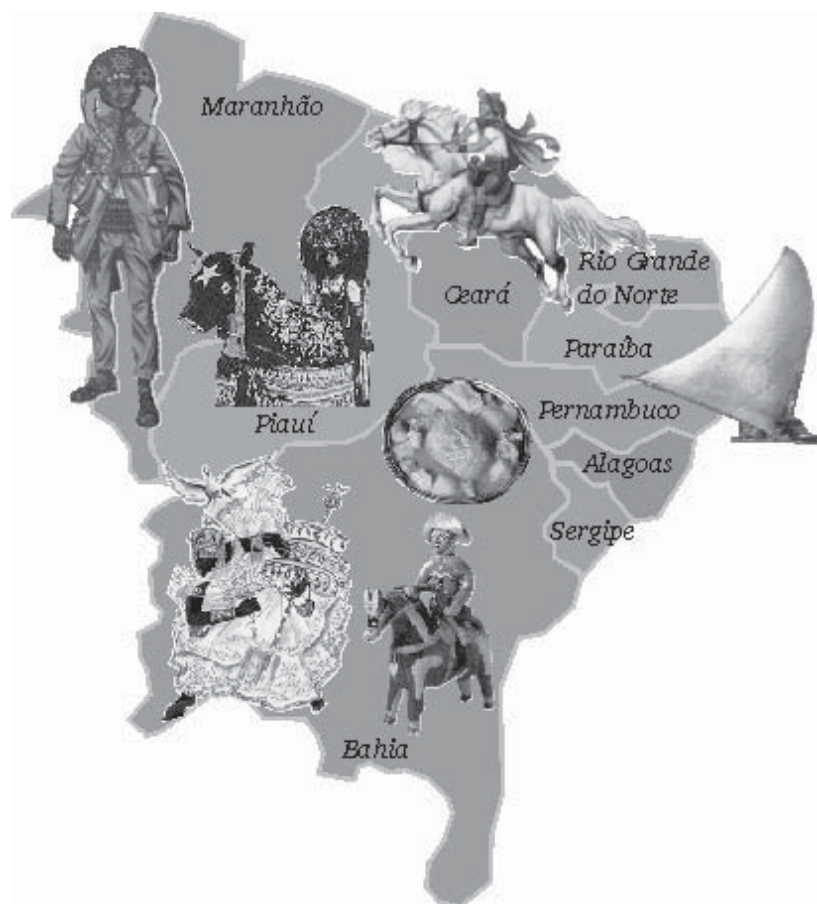 Maranhão
Rio Grande
do Norte
Ceará
Paraíba
Pernambuco
Piauí
Alagoas
Sergipe
Bahia